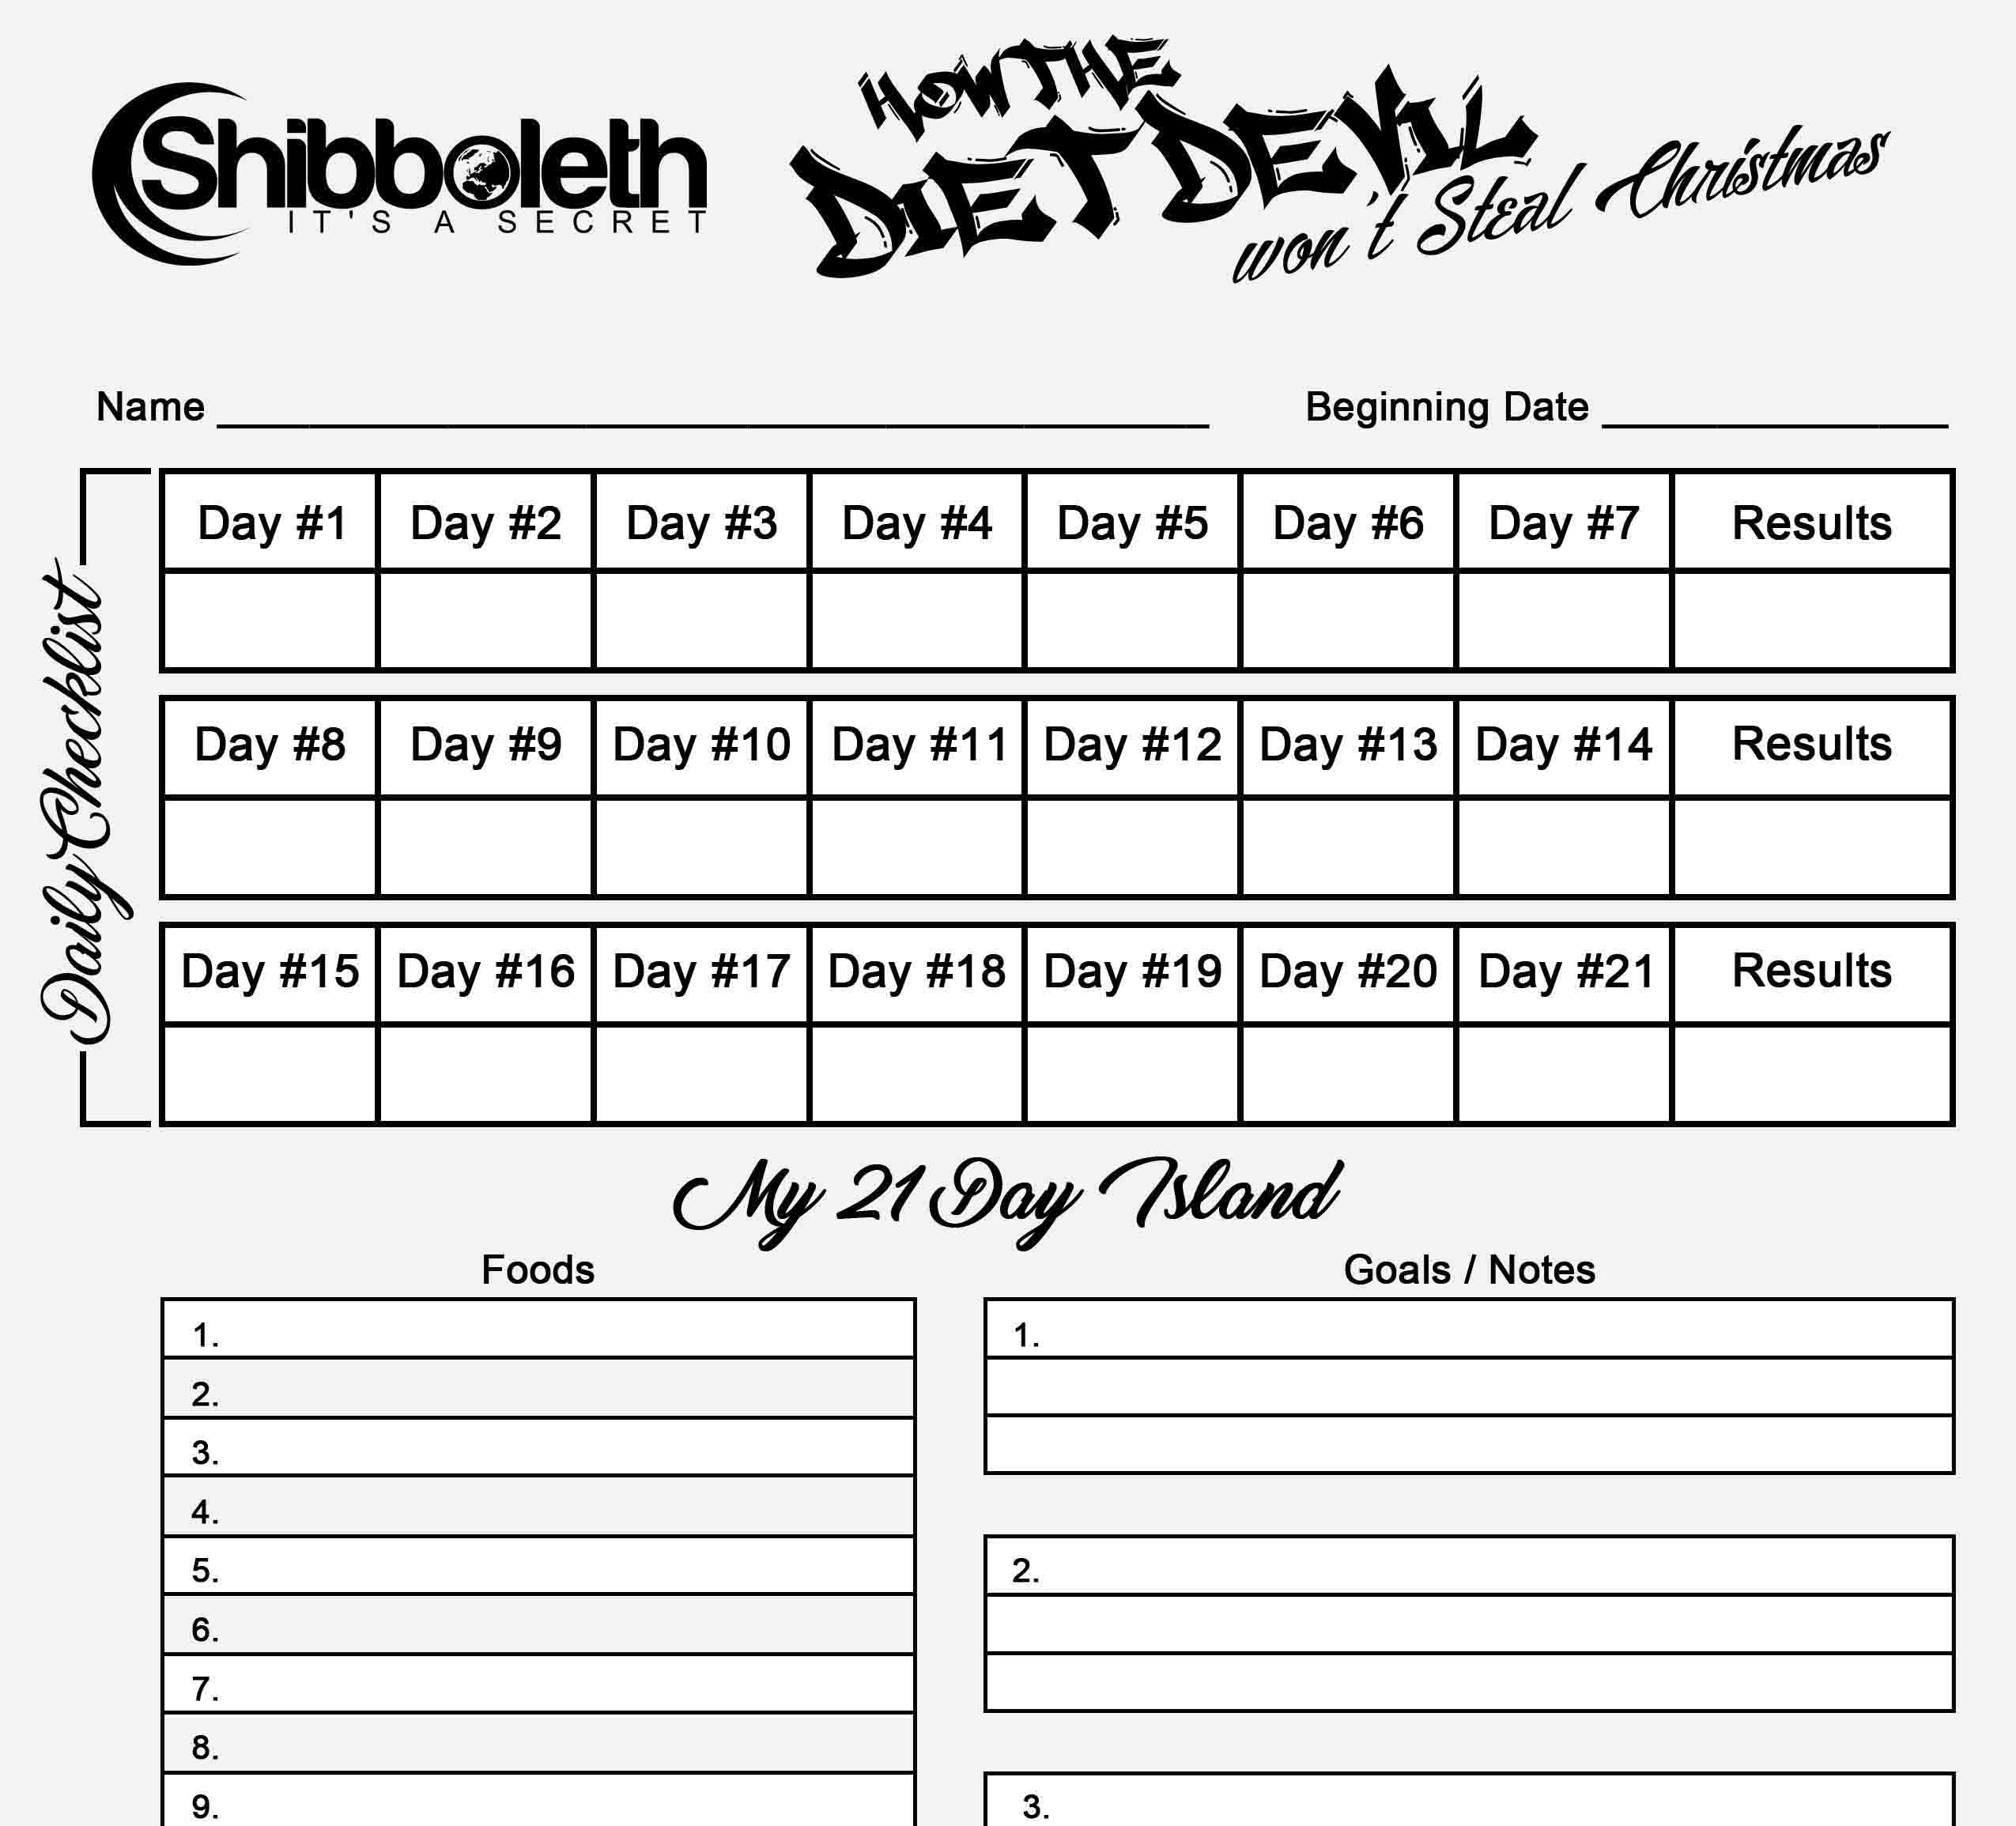 Shibboleth
IT'S A SECRET
HOW THE
DIET DEVIL
won't Steal Christmas
Name
Beginning Date
Daily Checklist
Day #1 Day #2 Day #3 Day #4 Day #5 Day #6 Day #7 Results
Day #8 Day #9 Day #10 Day #11 Day #12 Day #13 Day #14 Results
Day #15 Day #16 Day #17 Day #18 Day #19 Day #20 Day #21 Results
My 21 Day Island
Foods
1.
2.
3.
4.
5.
6.
7.
8.
9.
Goals / Notes
1.
2.
3.